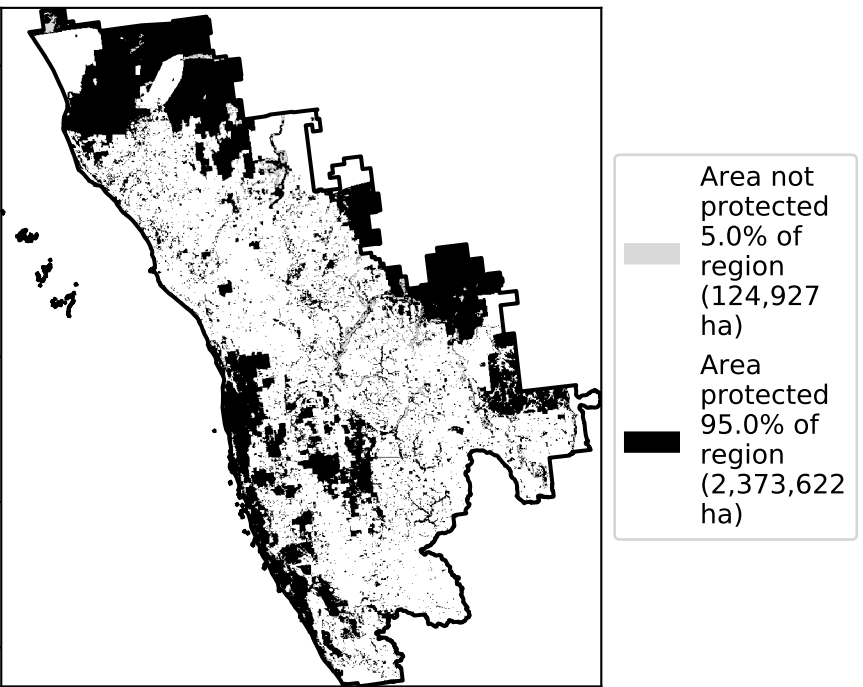 Area not
protected
5.0% of
region
(124,927
ha)
Area
protected
95.0% of
region
(2,373,622
ha)